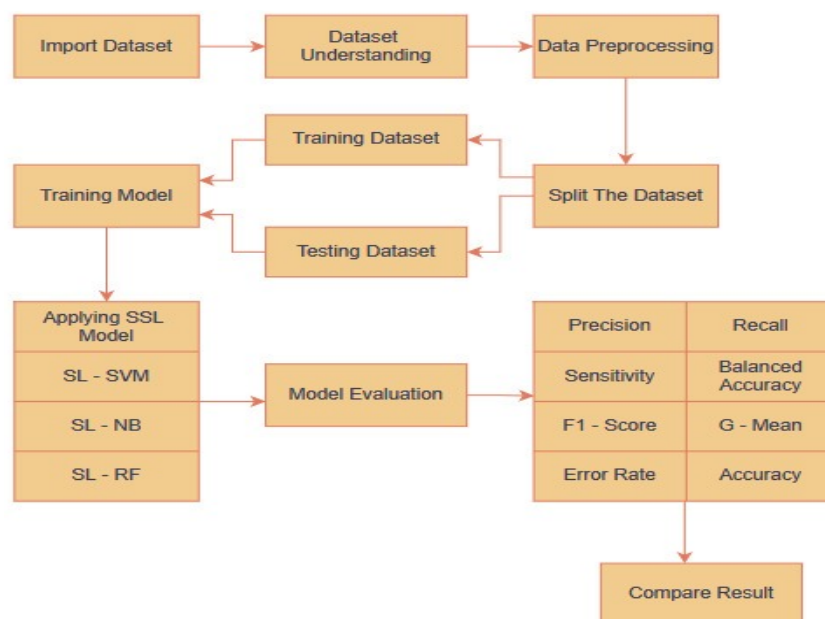 Import Dataset
Dataset
Understanding
Data Preprocessing
Training Dataset
Training Model
Split The Dataset
Testing Dataset
Applying SSL
Model
SL - SVM
SL - NB
SL - RF
Model Evaluation
Precision
Recall
Sensitivity
Balanced
Accuracy
F1 - Score
G - Mean
Error Rate
Accuracy
Compare Result